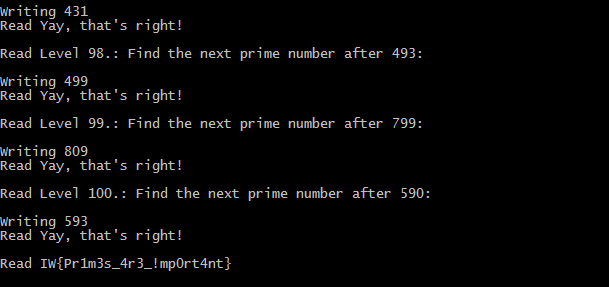 Writing 431
Read Yay, that's right!
Read Level 98.: Find the next prime number after 493:
Writing 499
Read Yay, that's right!
Read Level 99.: Find the next prime number after 799:
Writing 809
Read Yay, that's right!
Read Level 100.: Find the next prime number after 590:
Writing 593
Read Yay, that's right!
Read IW{Pr1m3s_4r3_!mp0rt4nt}